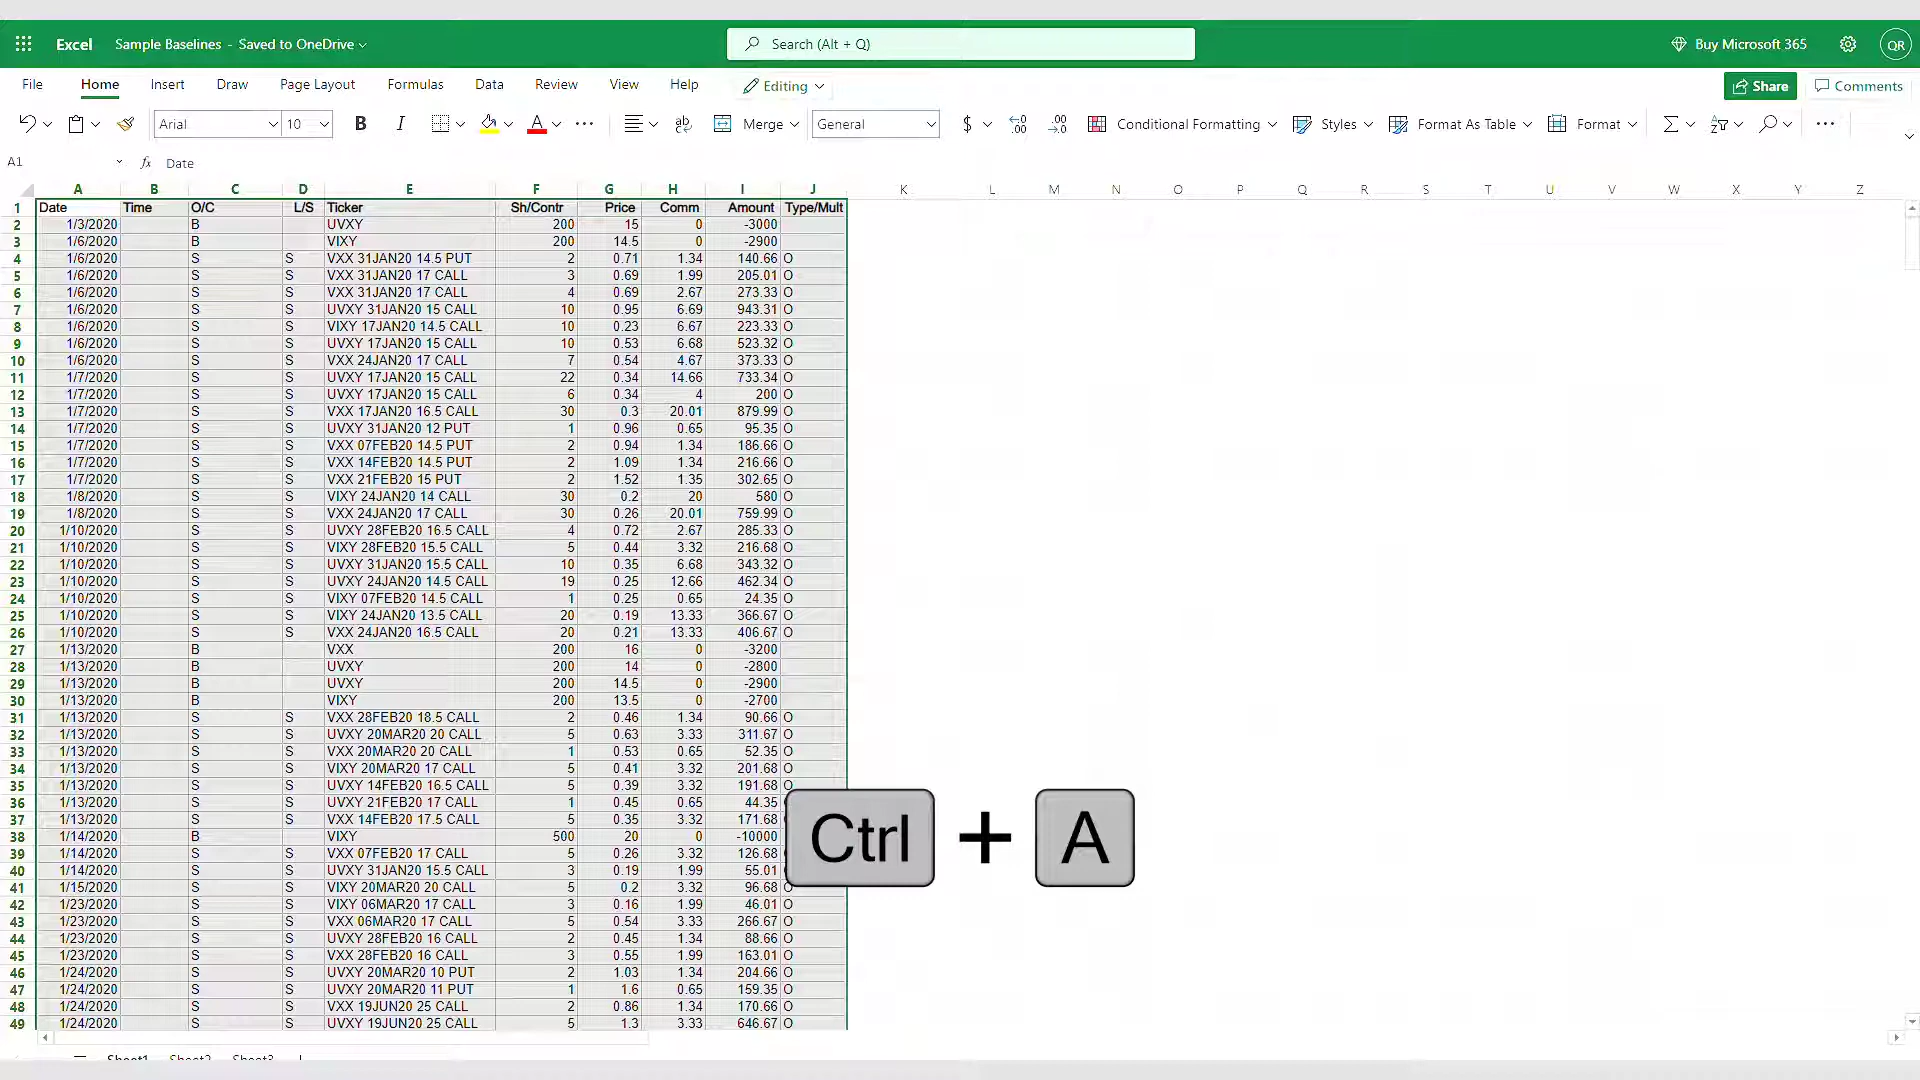 Excel Sample Baselines - Saved to OneDrive Search (Alt + Q) Buy Microsoft 365 QR
File Home Insert Draw Page Layout Formulas Data Review View Help Editing Share Comments
Arial 10 B I A ab Merge General $ .00 .00 Conditional Formatting Styles Format As Table Format
A1 fx Date
A B C D E F G H I J K L M N O P Q R S T U V W X Y Z
1 Date Time O/C L/S Ticker Sh/Contr Price Comm Amount Type/Mult
2 1/3/2020 B UVXY 200 15 0 -3000
3 1/6/2020 B VIXY 200 14.5 0 -2900
4 1/6/2020 S S VXX 31JAN20 14.5 PUT 2 0.71 1.34 140.66 O
5 1/6/2020 S S VXX 31JAN20 17 CALL 3 0.69 1.99 205.01 O
6 1/6/2020 S S VXX 31JAN20 17 CALL 4 0.69 2.67 273.33 O
7 1/6/2020 S S UVXY 31JAN20 15 CALL 10 0.95 6.69 943.31 O
8 1/6/2020 S S VIXY 17JAN20 14.5 CALL 10 0.23 6.67 223.33 O
9 1/6/2020 S S UVXY 17JAN20 15 CALL 10 0.53 6.68 523.32 O
10 1/6/2020 S S VXX 24JAN20 17 CALL 7 0.54 4.67 373.33 O
11 1/7/2020 S S UVXY 17JAN20 15 CALL 22 0.34 14.66 733.34 O
12 1/7/2020 S S UVXY 17JAN20 15 CALL 6 0.34 4 200 O
13 1/7/2020 S S VXX 17JAN20 16.5 CALL 30 0.3 20.01 879.99 O
14 1/7/2020 S S UVXY 31JAN20 12 PUT 1 0.96 0.65 95.35 O
15 1/7/2020 S S VXX 07FEB20 14.5 PUT 2 0.94 1.34 186.66 O
16 1/7/2020 S S VXX 14FEB20 14.5 PUT 2 1.09 1.34 216.66 O
17 1/7/2020 S S VXX 21FEB20 15 PUT 2 1.52 1.35 302.65 O
18 1/8/2020 S S VIXY 24JAN20 14 CALL 30 0.2 20 580 O
19 1/8/2020 S S VXX 24JAN20 17 CALL 30 0.26 20.01 759.99 O
20 1/10/2020 S S UVXY 28FEB20 16.5 CALL 4 0.72 2.67 285.33 O
21 1/10/2020 S S VIXY 28FEB20 15.5 CALL 5 0.44 3.32 216.68 O
22 1/10/2020 S S UVXY 31JAN20 15.5 CALL 10 0.35 6.68 343.32 O
23 1/10/2020 S S UVXY 24JAN20 14.5 CALL 19 0.25 12.66 462.34 O
24 1/10/2020 S S VIXY 07FEB20 14.5 CALL 1 0.25 0.65 24.35 O
25 1/10/2020 S S VIXY 24JAN20 13.5 CALL 20 0.19 13.33 366.67 O
26 1/10/2020 S S VXX 24JAN20 16.5 CALL 20 0.21 13.33 406.67 O
27 1/13/2020 B VXX 200 16 0 -3200
28 1/13/2020 B UVXY 200 14 0 -2800
29 1/13/2020 B UVXY 200 14.5 0 -2900
30 1/13/2020 B VIXY 200 13.5 0 -2700
31 1/13/2020 S S VXX 28FEB20 18.5 CALL 2 0.46 1.34 90.66 O
32 1/13/2020 S S UVXY 20MAR20 20 CALL 5 0.63 3.33 311.67 O
33 1/13/2020 S S VXX 20MAR20 20 CALL 1 0.53 0.65 52.35 O
34 1/13/2020 S S VIXY 20MAR20 17 CALL 5 0.41 3.32 201.68 O
35 1/13/2020 S S UVXY 14FEB20 16.5 CALL 5 0.39 3.32 191.68 O
36 1/13/2020 S S UVXY 21FEB20 17 CALL 1 0.45 0.65 44.35
37 1/13/2020 S S VXX 14FEB20 17.5 CALL 5 0.35 3.32 171.68
38 1/14/2020 B VIXY 500 20 0 -10000
39 1/14/2020 S S VXX 07FEB20 17 CALL 5 0.26 3.32 126.68
40 1/14/2020 S S UVXY 31JAN20 15.5 CALL 3 0.19 1.99 55.01
41 1/15/2020 S S VIXY 20MAR20 20 CALL 5 0.2 3.32 96.68 O
Ctrl + A
42 1/23/2020 S S VIXY 06MAR20 17 CALL 3 0.16 1.99 46.01 O
43 1/23/2020 S S VXX 06MAR20 17 CALL 5 0.54 3.33 266.67 O
44 1/23/2020 S S UVXY 28FEB20 16 CALL 2 0.45 1.34 88.66 O
45 1/23/2020 S S VXX 28FEB20 16 CALL 3 0.55 1.99 163.01 O
46 1/24/2020 S S UVXY 20MAR20 10 PUT 2 1.03 1.34 204.66 O
47 1/24/2020 S S UVXY 20MAR20 11 PUT 1 1.6 0.65 159.35 O
48 1/24/2020 S S VXX 19JUN20 25 CALL 2 0.86 1.34 170.66 O
49 1/24/2020 S S UVXY 19JUN20 25 CALL 5 1.3 3.33 646.67 O
Sheet1 Sheet2 Sheet3